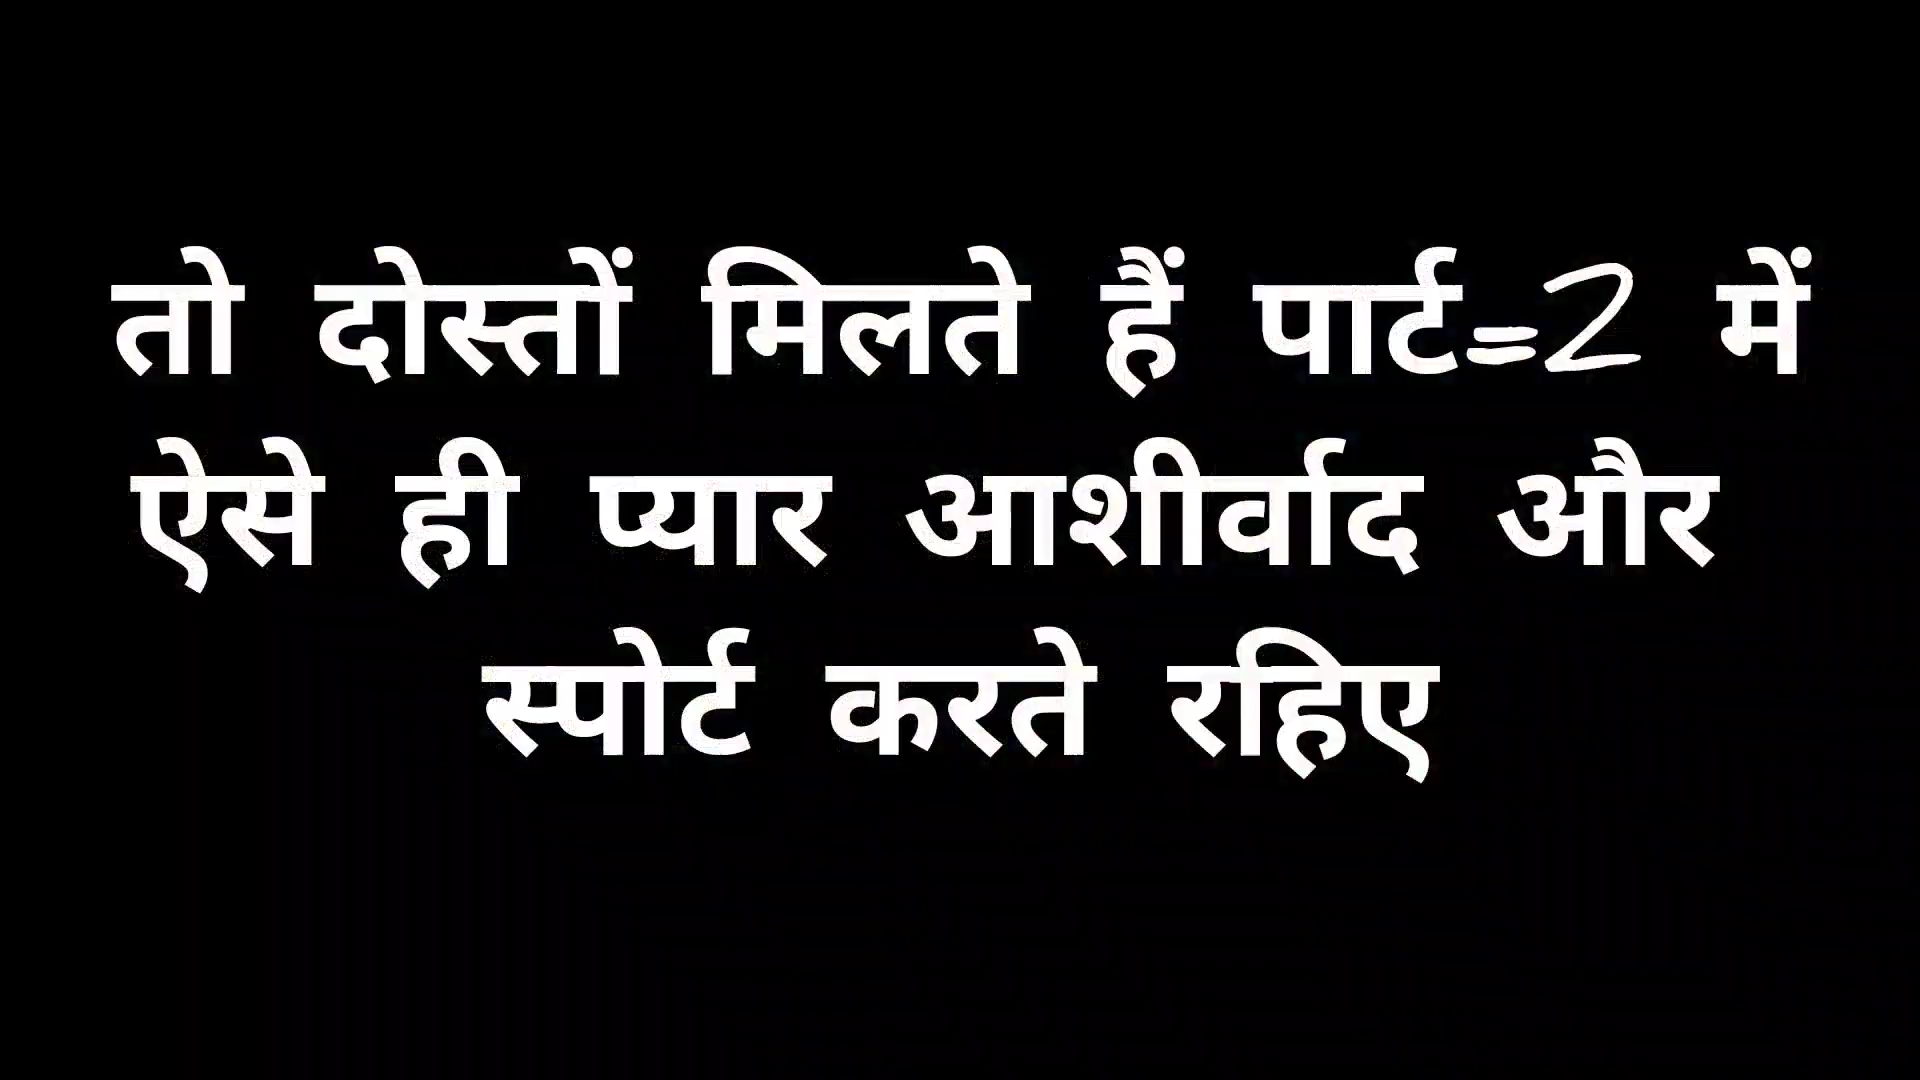 तो दोस्तों मिलते हैं पार्ट=2 में
ऐसे ही प्यार आशीर्वाद और
स्पोर्ट करते रहिए